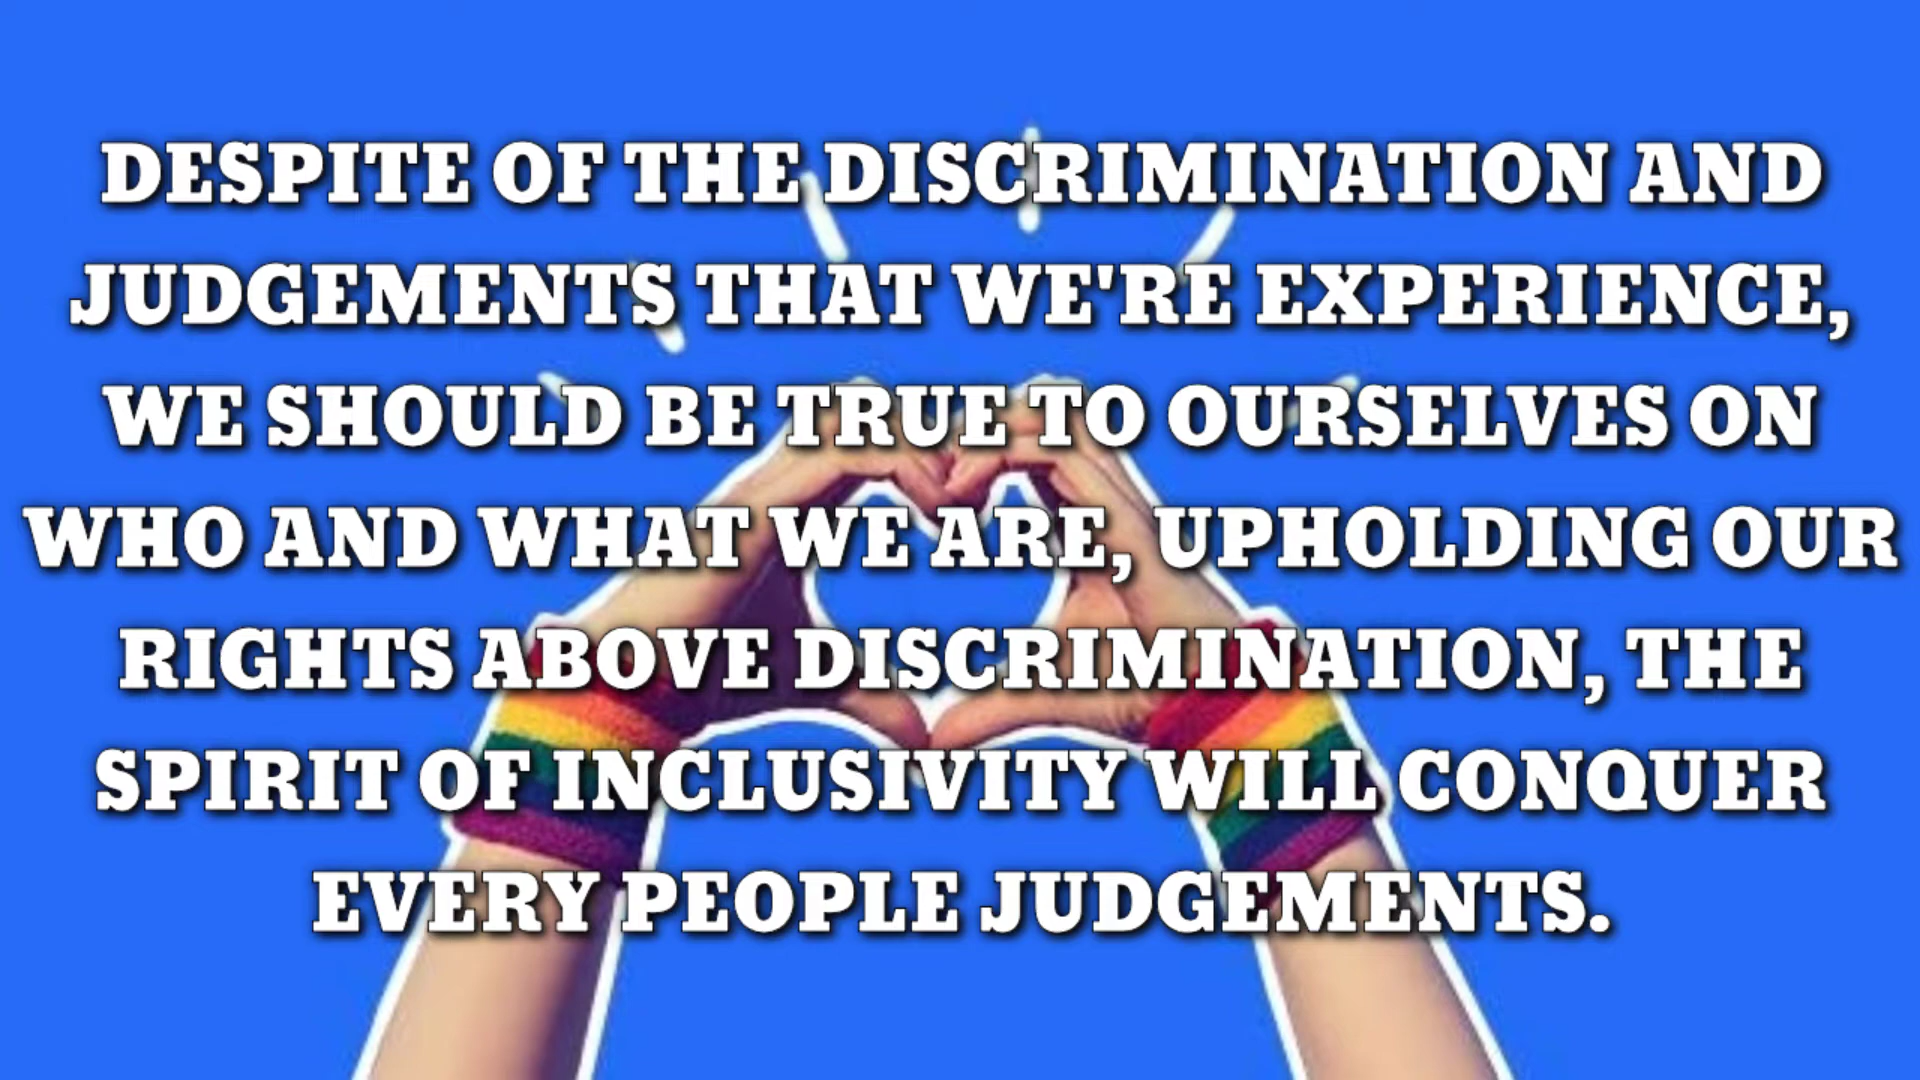 DESPITE OF THE DISCRIMINATION AND
JUDGEMENTS THAT WE'RE EXPERIENCE,
WE SHOULD BE TRUE TO OURSELVES ON
WHO AND WHAT WE ARE, UPHOLDING OUR
RIGHTS ABOVE DISCRIMINATION, THE
SPIRIT OF INCLUSIVITY WILL CONQUER
EVERY PEOPLE JUDGEMENTS.